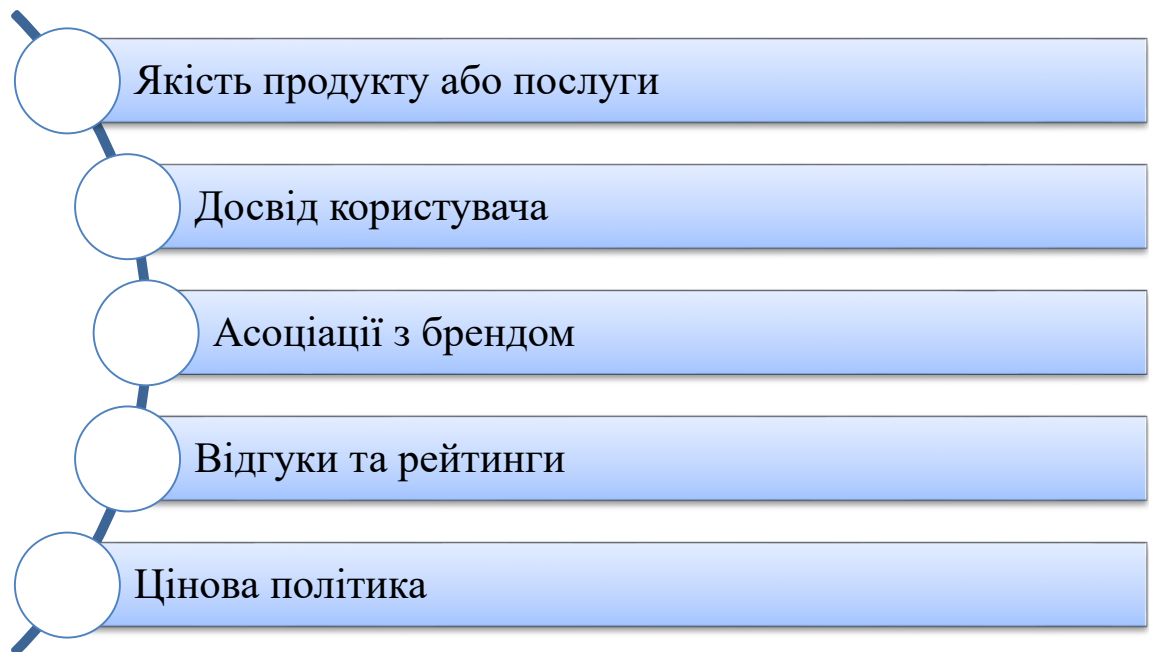 Якість продукту або послуги
Досвід користувача
Асоціації з брендом
Відгуки та рейтинги
Цінова політика